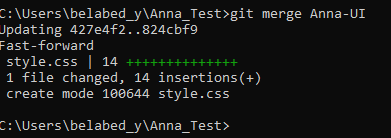 C:\Users\belabed_y\Anna_Test>git merge Anna-UI
Updating 427e4f2..824cbf9
Fast-forward
 style.css | 14 ++++++++++++++
 1 file changed, 14 insertions(+)
 create mode 100644 style.css
C:\Users\belabed_y\Anna_Test>